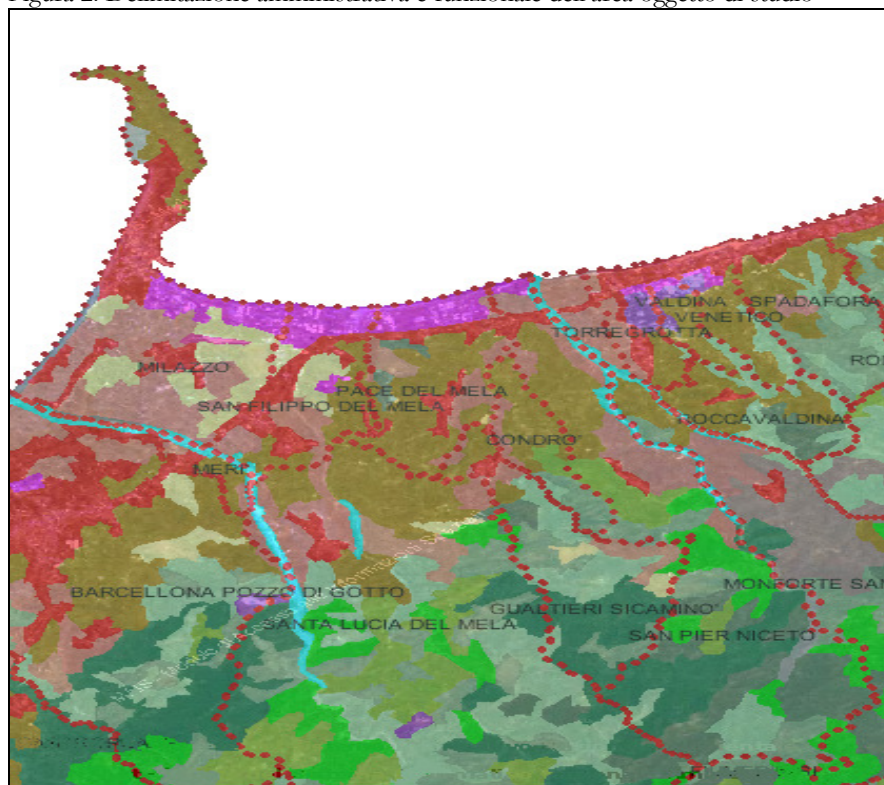 Figura 2. Delimitazione amministrativa e funzionale dell'area oggetto di studio
VALDINA
SPADAFORA
VENETICO
TORREGROTTA
MILAZZO
PACE DEL MELA
SAN FILIPPO DEL MELA
ROCCAVALDINA
CONDRO'
MERI'
BARCELLONA POZZO DI GOTTO
MONFORTE SAN
GUALTIERI SICAMINO'
SANTA LUCIA DEL MELA
SAN PIER NICETO